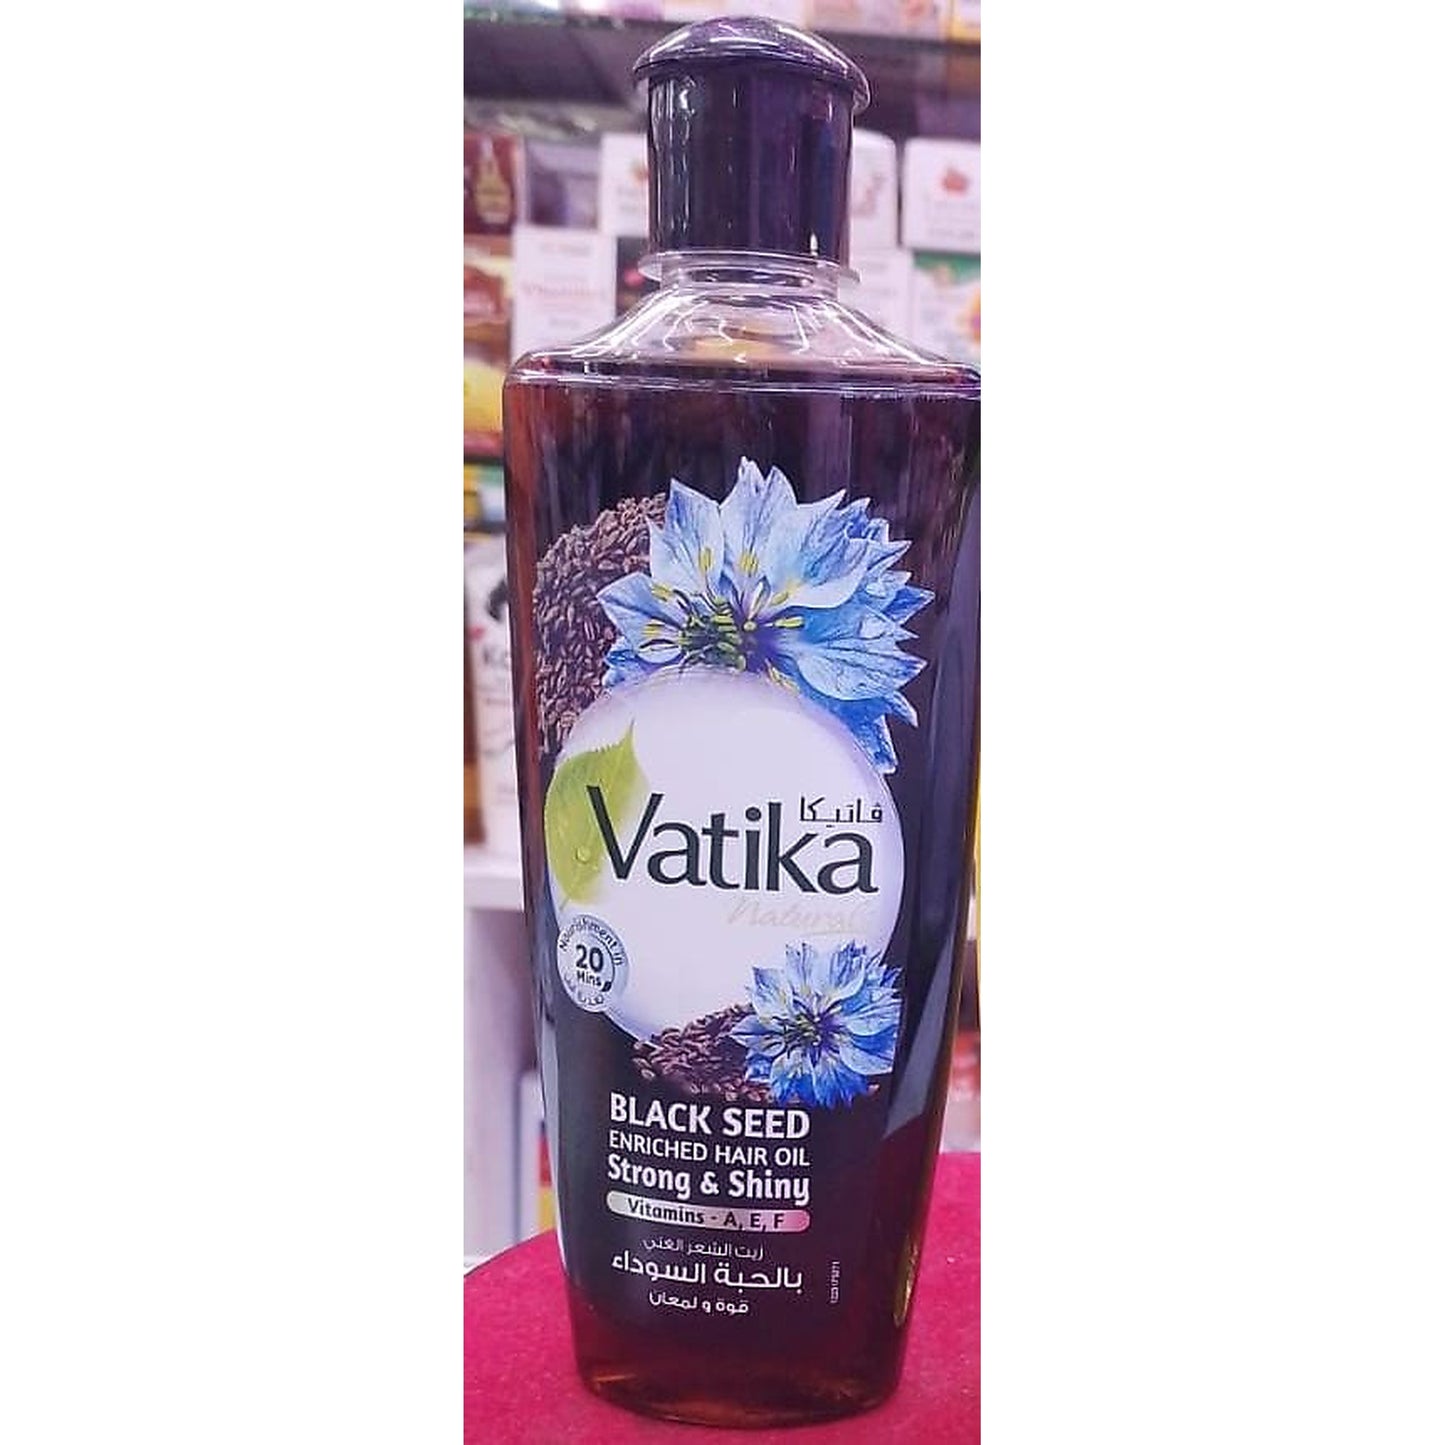 فاتيكا
Vatika
Naturals
Nourishment in
20
Mins
BLACK SEED
ENRICHED HAIR OIL
Strong & Shiny
Vitamins - A, E, F
زيت الشعر الغني
بالحبة السوداء
قوة و لمعان